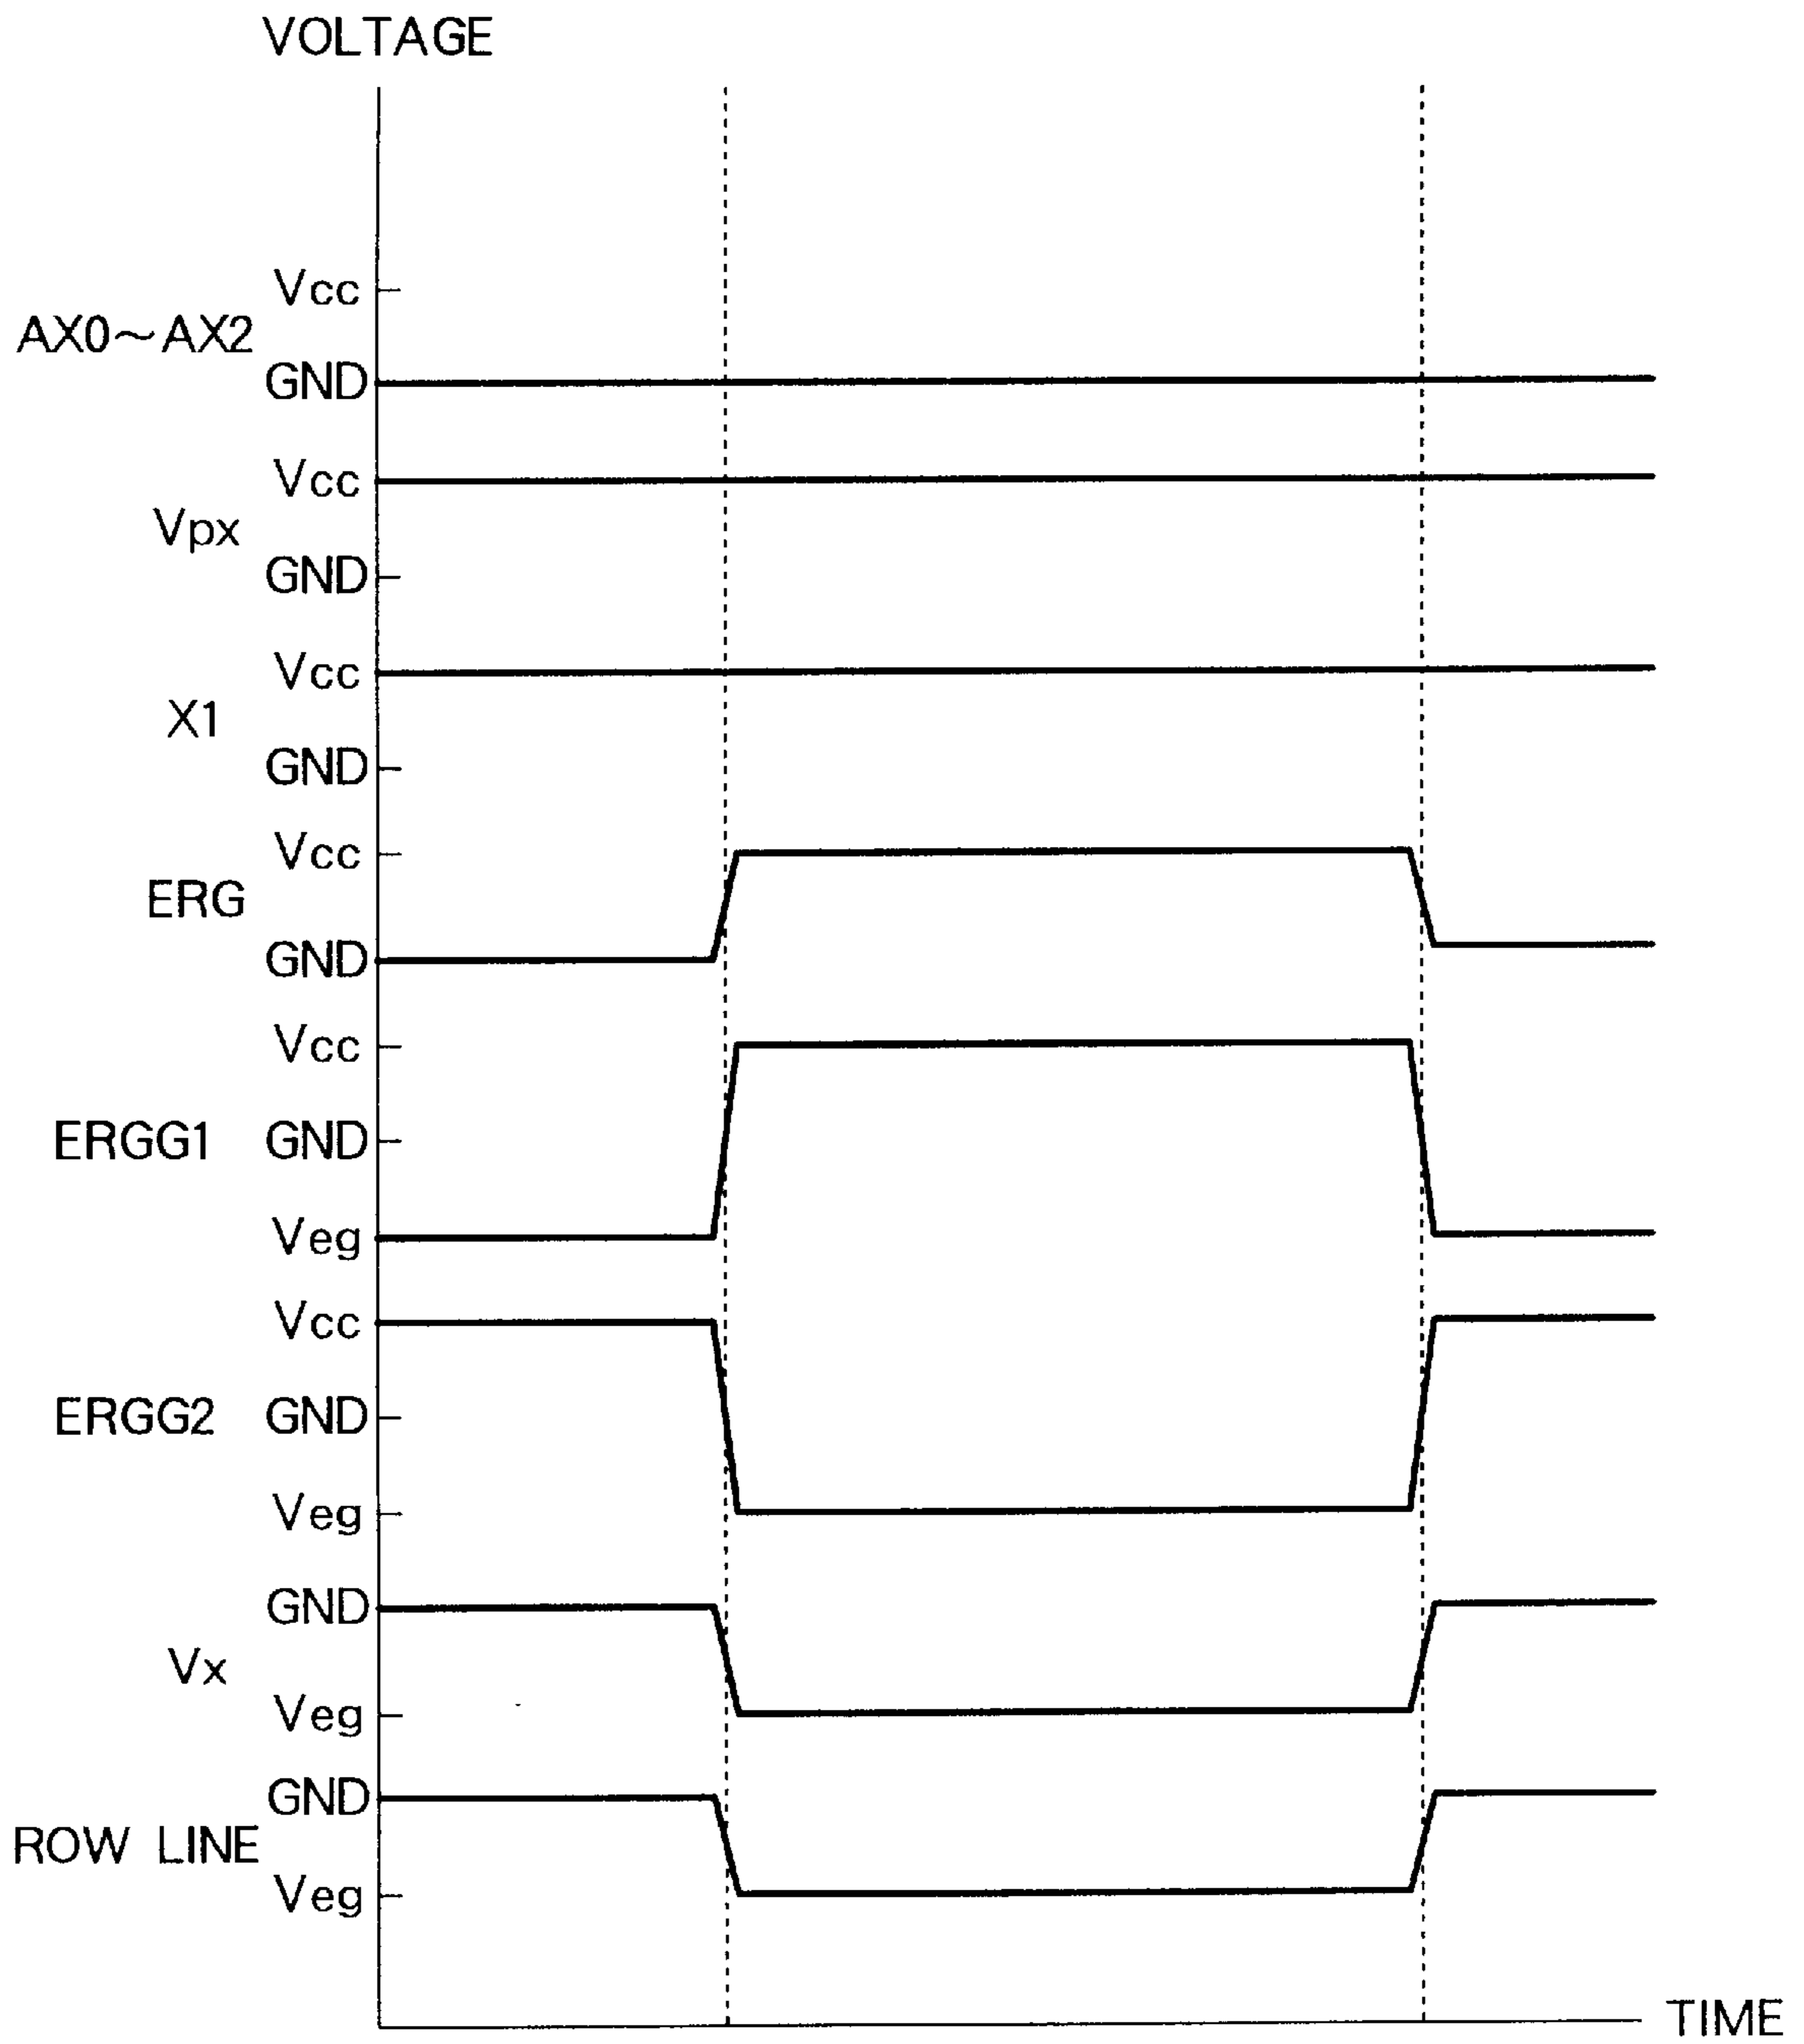 VOLTAGE
Vcc
AX0~AX2
GND
Vcc
Vpx
GND
Vcc
X1
GND
Vcc
ERG
GND
Vcc
ERGG1 GND
Veg
Vcc
ERGG2 GND
Veg
GND
Vx
Veg
GND
ROW LINE
Veg
TIME